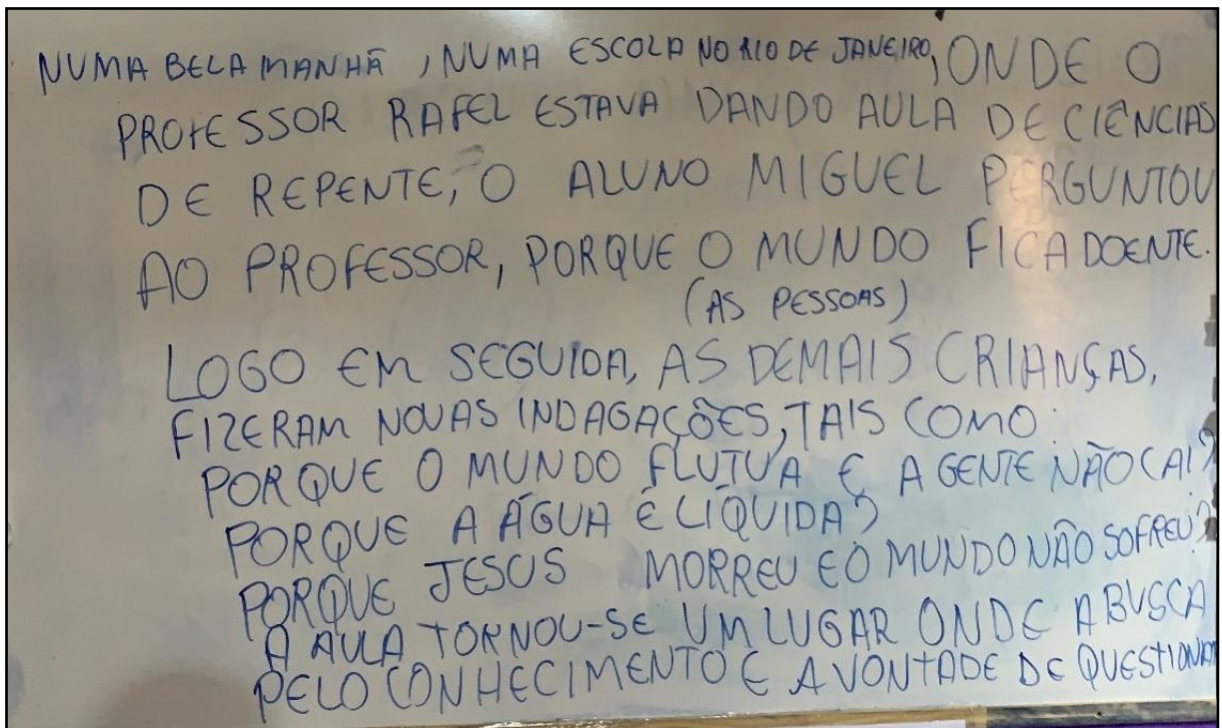 NUMA BELA MANHÃ, NUMA ESCOLA NO RIO DE JANEIRO, ONDE O
PROFESSOR RAFEL ESTAVA DANDO AULA DE CIÊNCIAS
DE REPENTE, O ALUNO MIGUEL PERGUNTOU
AO PROFESSOR, PORQUE O MUNDO FICA DOENTE.
(AS PESSOAS)
LOGO EM SEGUIDA, AS DEMAIS CRIANÇAS,
FIZERAM NOVAS INDAGAÇÕES, TAIS COMO:
PORQUE O MUNDO FLUTUA E A GENTE NÃO CAI?
PORQUE A ÁGUA É LÍQUIDA?
PORQUE JESUS MORREU E O MUNDO NÃO SOFREU?
A AULA TORNOU-SE UM LUGAR ONDE A BUSCA
PELO CONHECIMENTO E A VONTADE DE QUESTIONAR